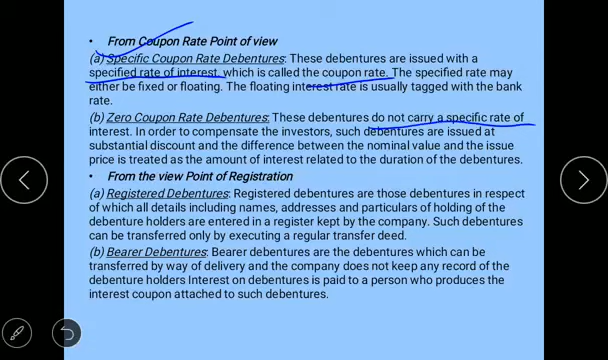 • From Coupon Rate Point of view
(a) Specific Coupon Rate Debentures: These debentures are issued with a
specified rate of interest, which is called the coupon rate. The specified rate may
either be fixed or floating. The floating interest rate is usually tagged with the bank
rate.
(b) Zero Coupon Rate Debentures: These debentures do not carry a specific rate of
interest. In order to compensate the investors, such debentures are issued at
substantial discount and the difference between the nominal value and the issue
price is treated as the amount of interest related to the duration of the debentures.
• From the view Point of Registration
(a) Registered Debentures: Registered debentures are those debentures in respect
of which all details including names, addresses and particulars of holding of the
debenture holders are entered in a register kept by the company. Such debentures
can be transferred only by executing a regular transfer deed.
(b) Bearer Debentures: Bearer debentures are the debentures which can be
transferred by way of delivery and the company does not keep any record of the
debenture holders Interest on debentures is paid to a person who produces the
interest coupon attached to such debentures.